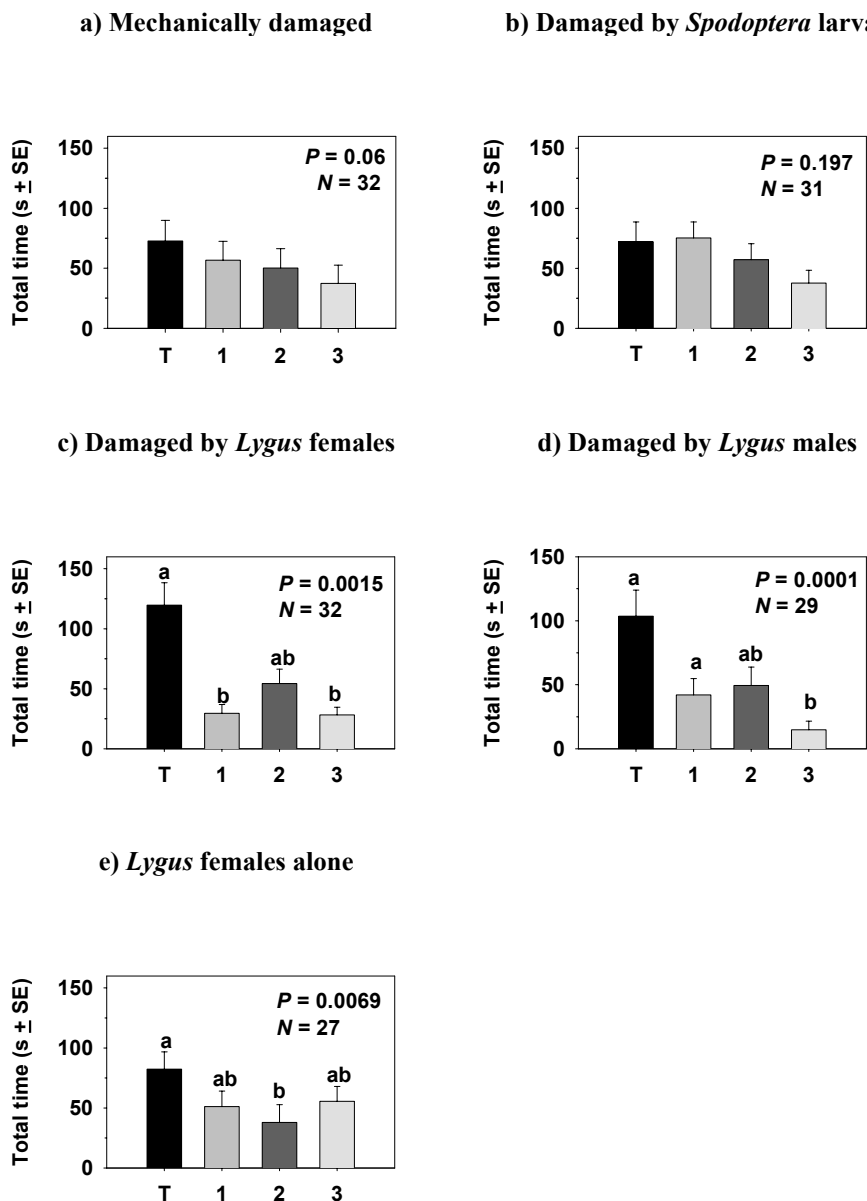 a) Mechanically damaged
b) Damaged by Spodoptera larva
Total time (s ± SE)
150
100
50
0
P = 0.06
N = 32
T 1 2 3
Total time (s ± SE)
150
100
50
0
P = 0.197
N = 31
T 1 2 3
c) Damaged by Lygus females
d) Damaged by Lygus males
Total time (s ± SE)
150
100
50
0
a
b
ab
b
P = 0.0015
N = 32
T 1 2 3
Total time (s ± SE)
150
100
50
0
a
a
ab
b
P = 0.0001
N = 29
T 1 2 3
e) Lygus females alone
Total time (s ± SE)
150
100
50
0
a
ab
b
ab
P = 0.0069
N = 27
T 1 2 3